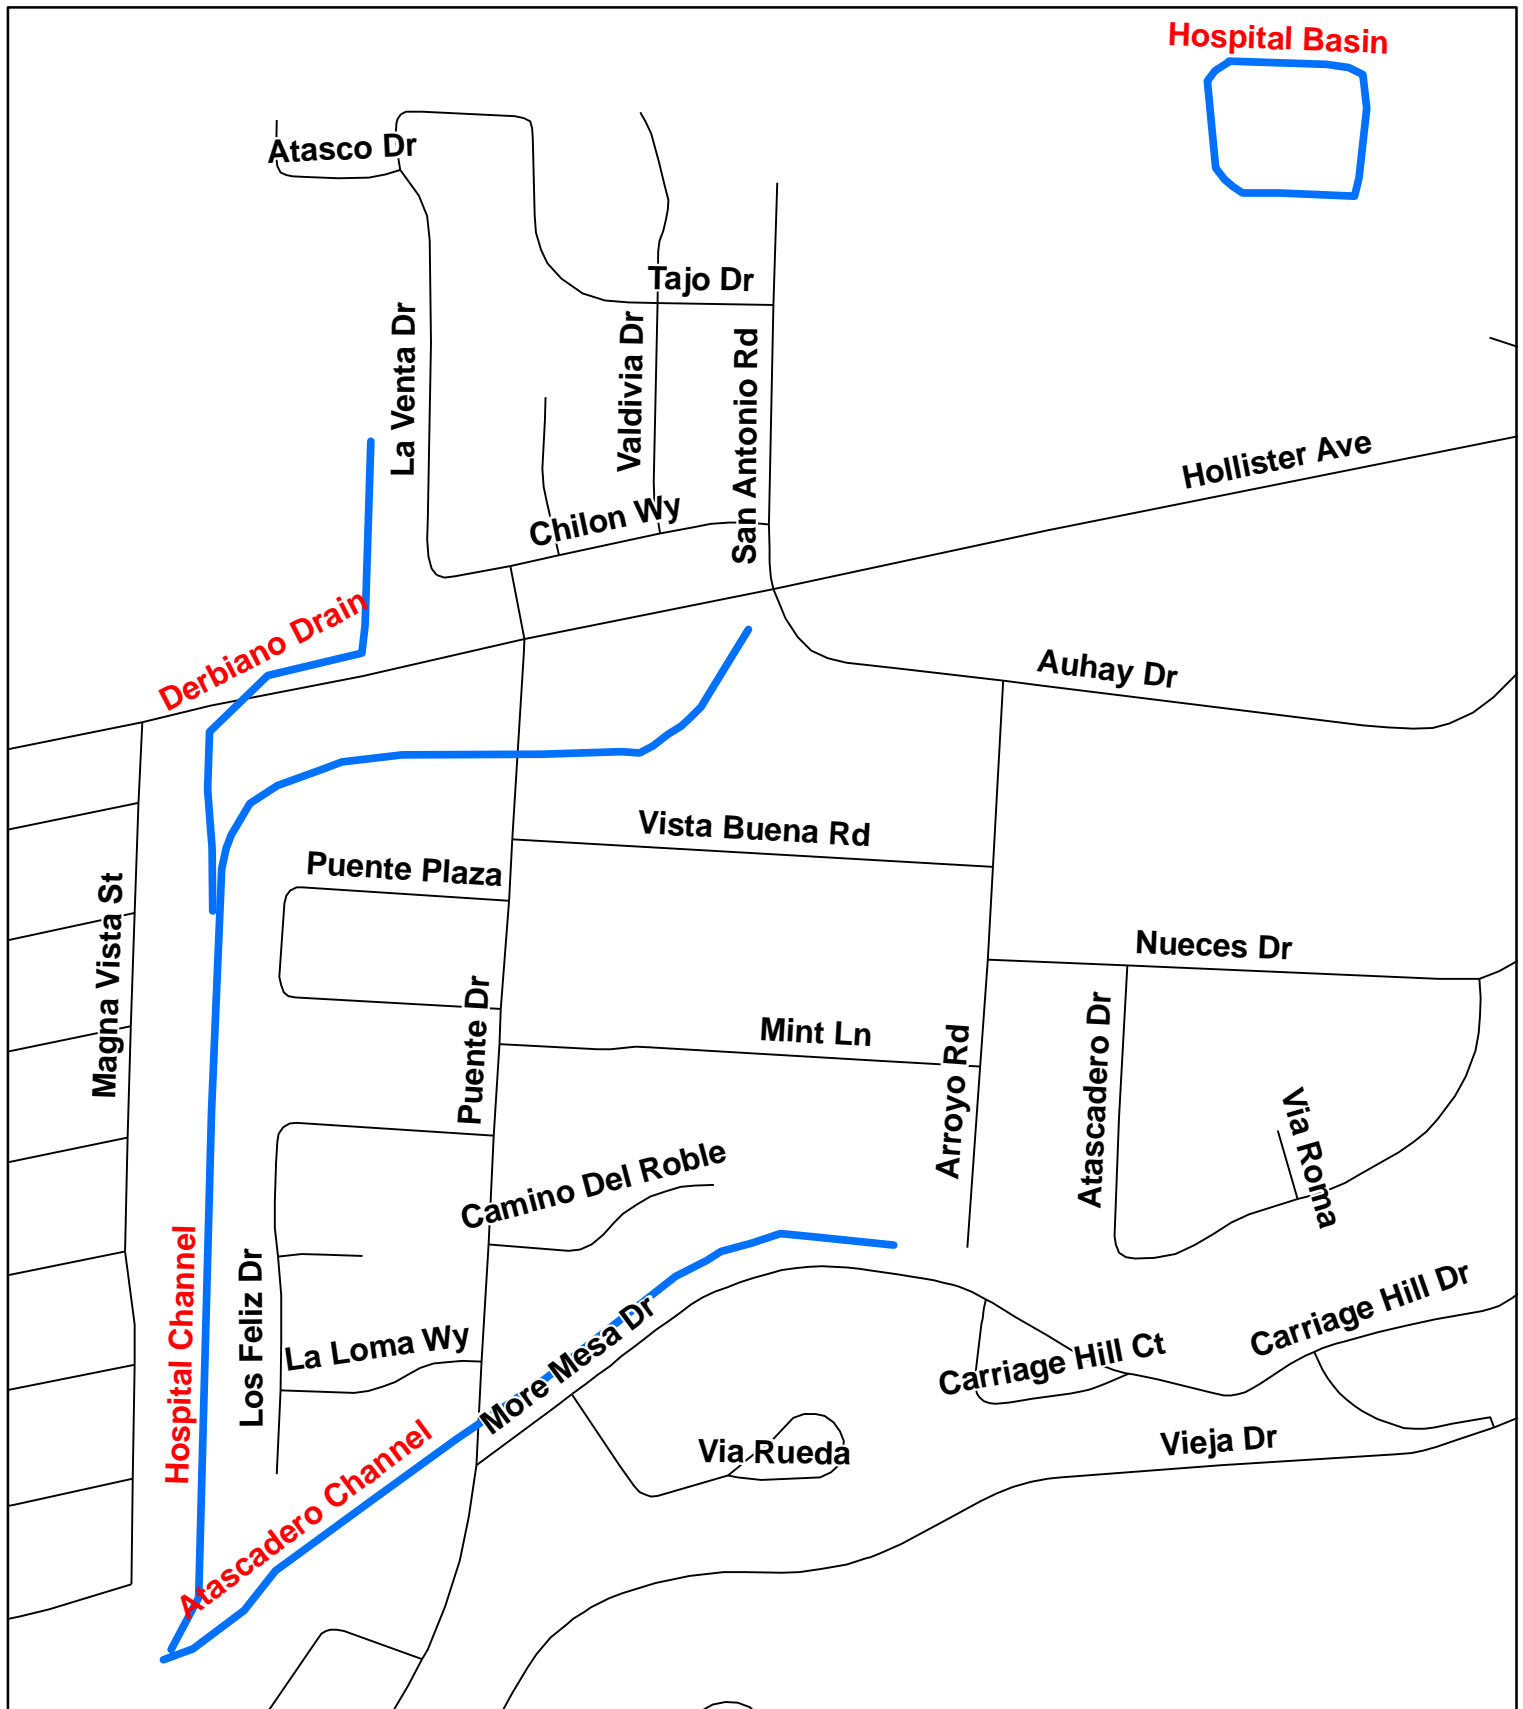 Hospital Basin
Atasco Dr
Tajo Dr
La Venta Dr
Valdivia Dr
San Antonio Rd
Hollister Ave
Chilon Wy
Derbiano Drain
Auhay Dr
Vista Buena Rd
Puente Plaza
Magna Vista St
Nueces Dr
Puente Dr
Mint Ln
Arroyo Rd
Atascadero Dr
Via Roma
Camino Del Roble
Hospital Channel
Los Feliz Dr
La Loma Wy
More Mesa Dr
Carriage Hill Ct
Carriage Hill Dr
Atascadero Channel
Via Rueda
Vieja Dr